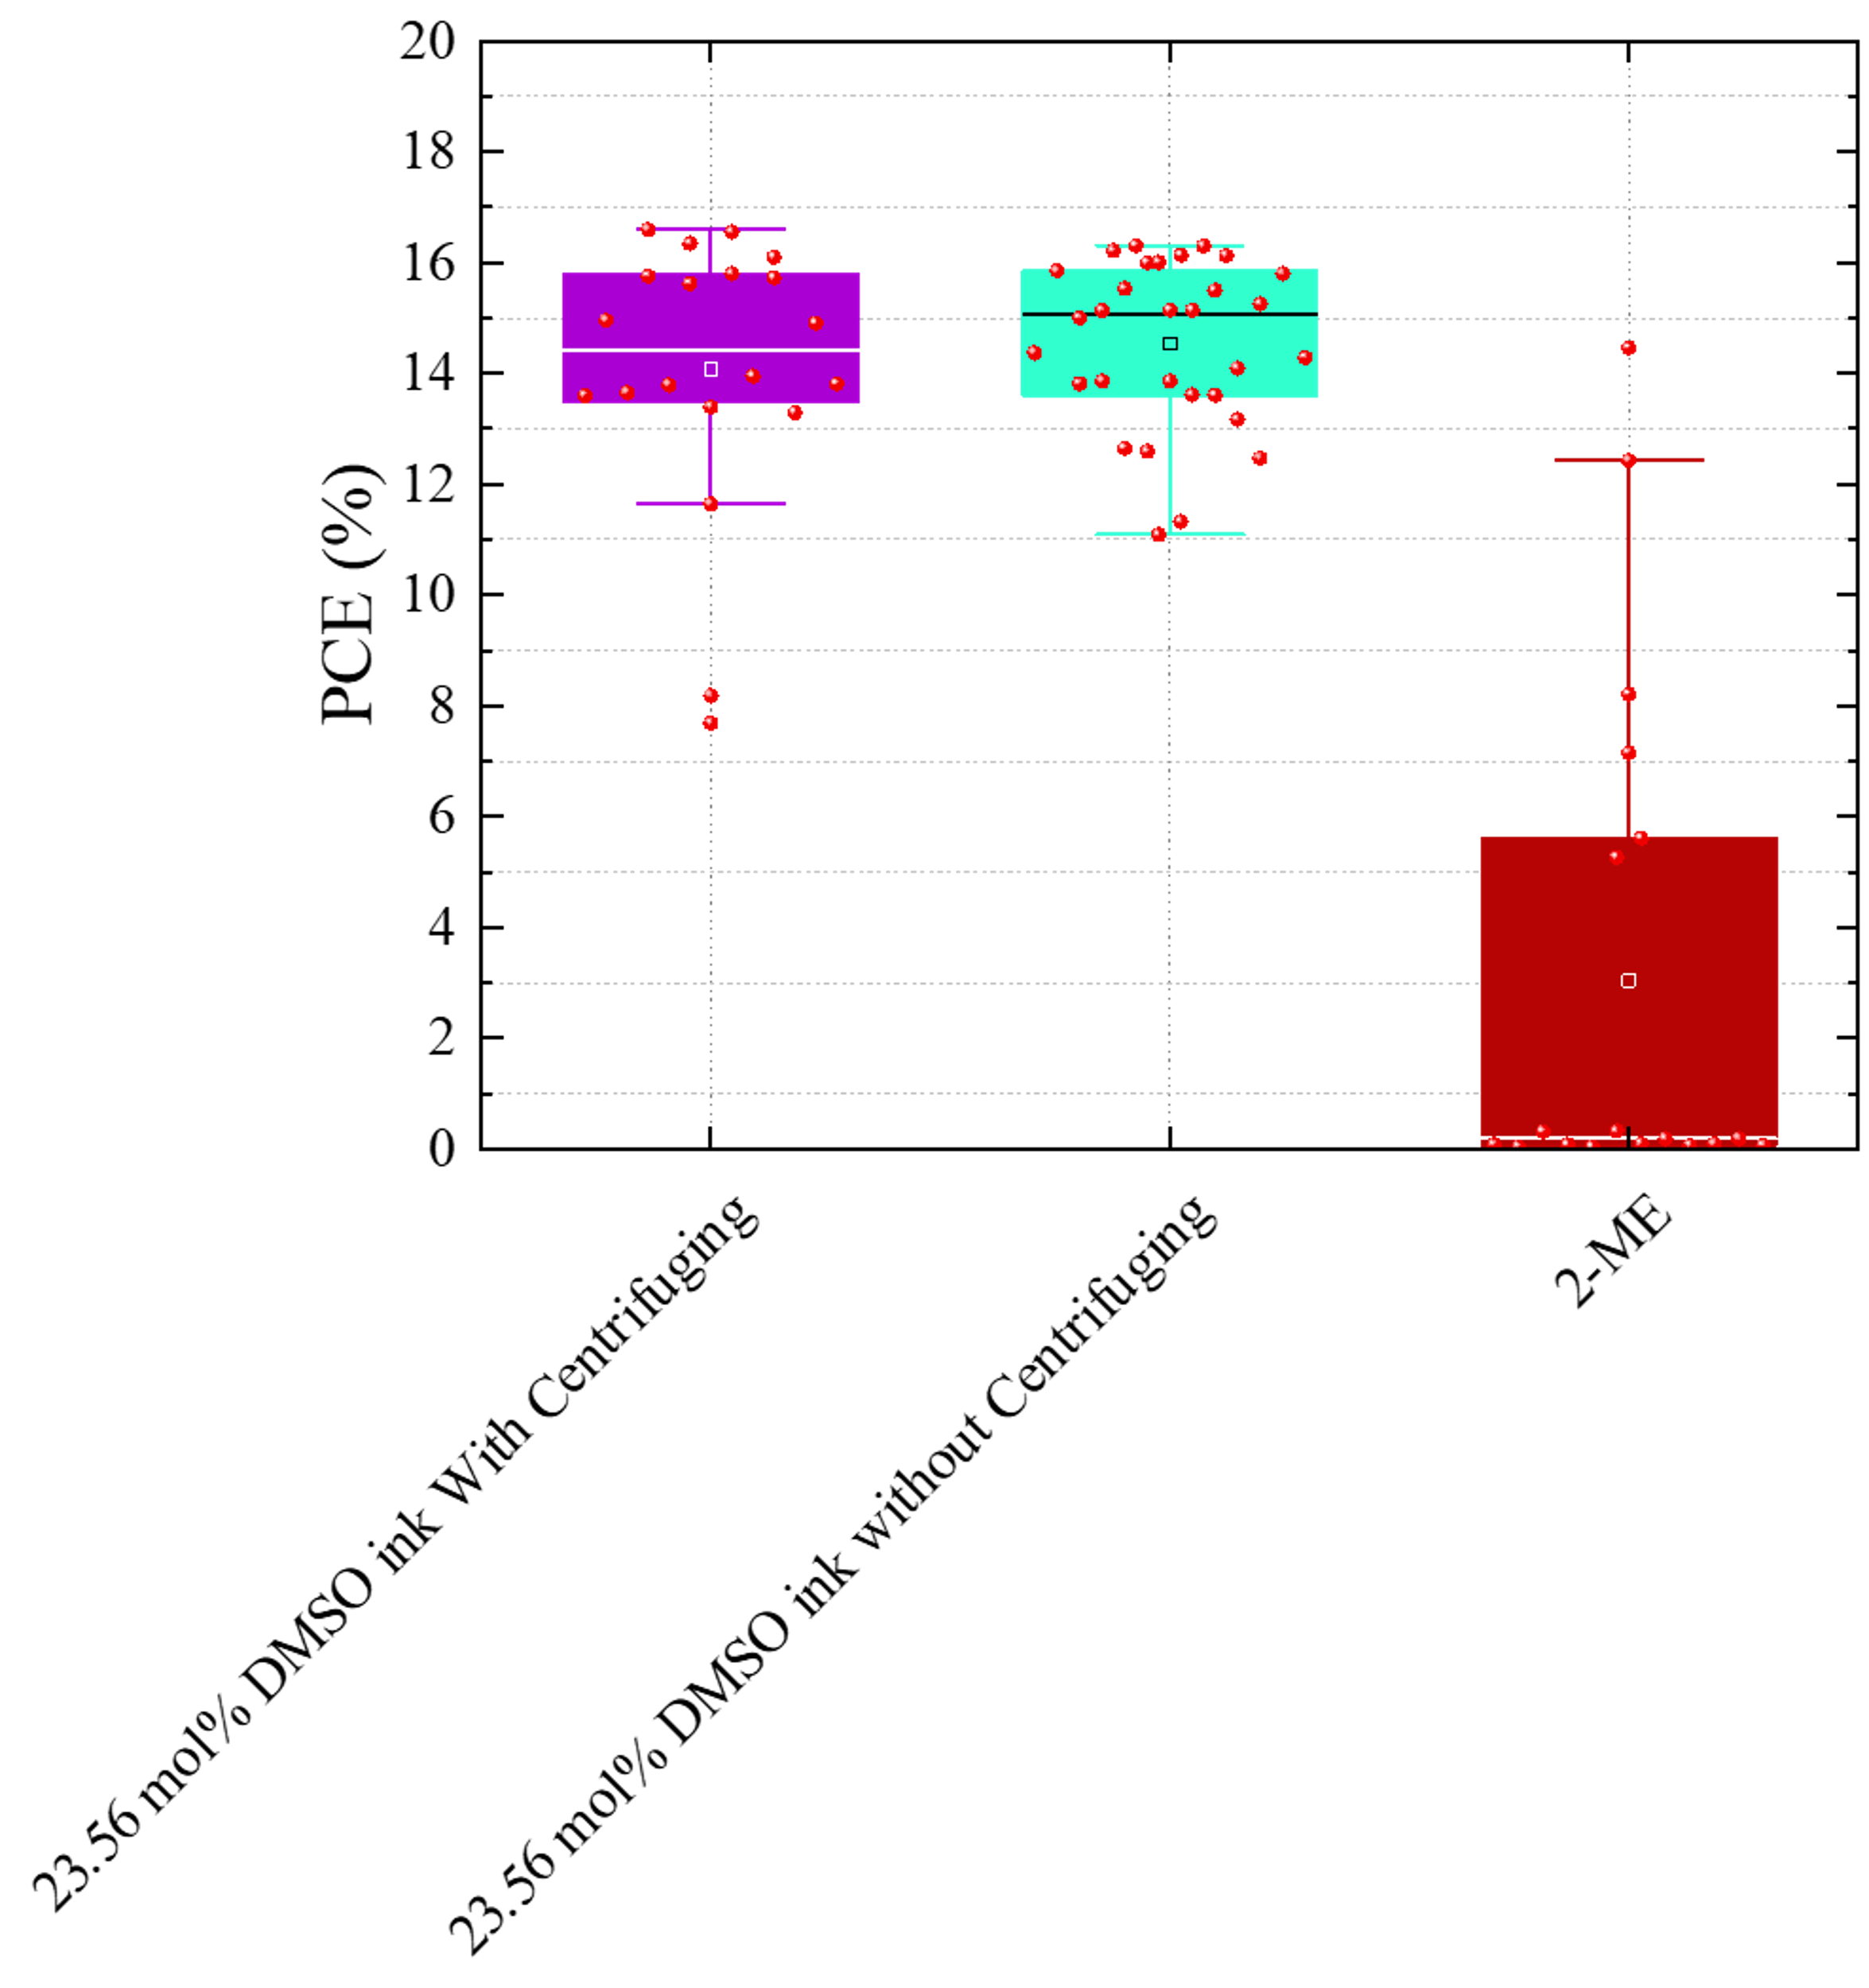 20
18
16
14
12
10
8
6
4
2
0
PCE (%)
23.56 mol% DMSO ink With Centrifuging
23.56 mol% DMSO ink without Centrifuging
2-ME